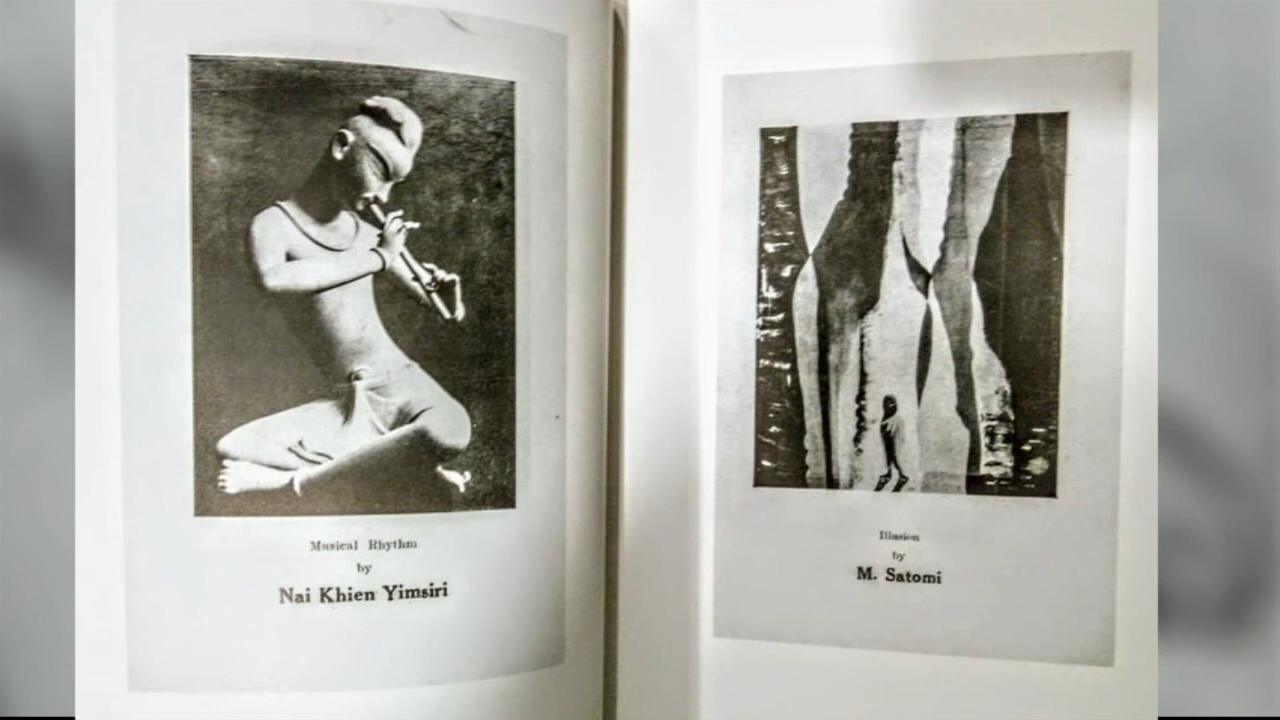 Musical Rhythm
by
Nai Khien Yimsiri
Illusion
by
M. Satomi